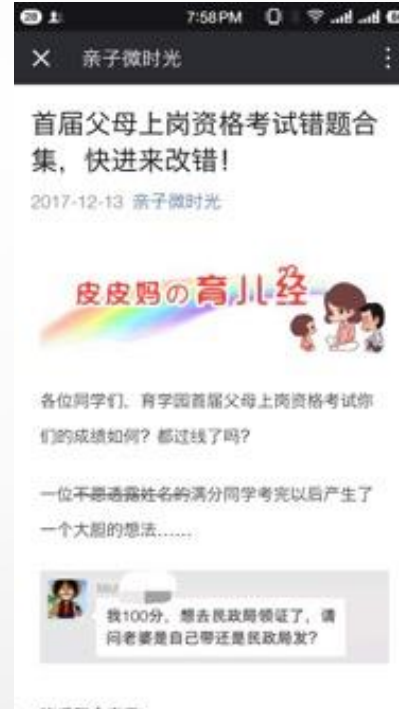 7:58 PM
亲子微时光
首届父母上岗资格考试错题合
集，快进来改错！
2017-12-13 亲子微时光
皮皮妈の育儿经
各位同学们，育学园首届父母上岗资格考试你
们的成绩如何？都过线了吗？
一位不愿透露姓名的满分同学考完以后产生了
一个大胆的想法……
我100分，想去民政局领证了，请
问老婆是自己带还是民政局发？